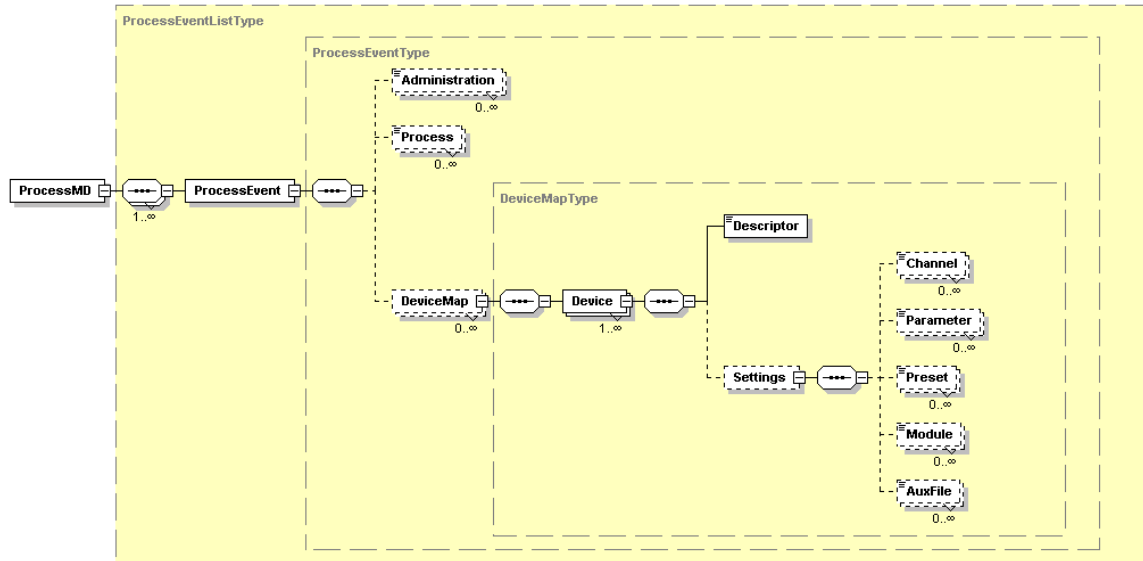 ProcessEventListType
ProcessEventType
Administration
0..∞
Process
0..∞
ProcessMD
1..∞
ProcessEvent
DeviceMapType
Descriptor
Channel
0..∞
DeviceMap
0..∞
Device
1..∞
Parameter
0..∞
Settings
Preset
0..∞
Module
0..∞
AuxFile
0..∞